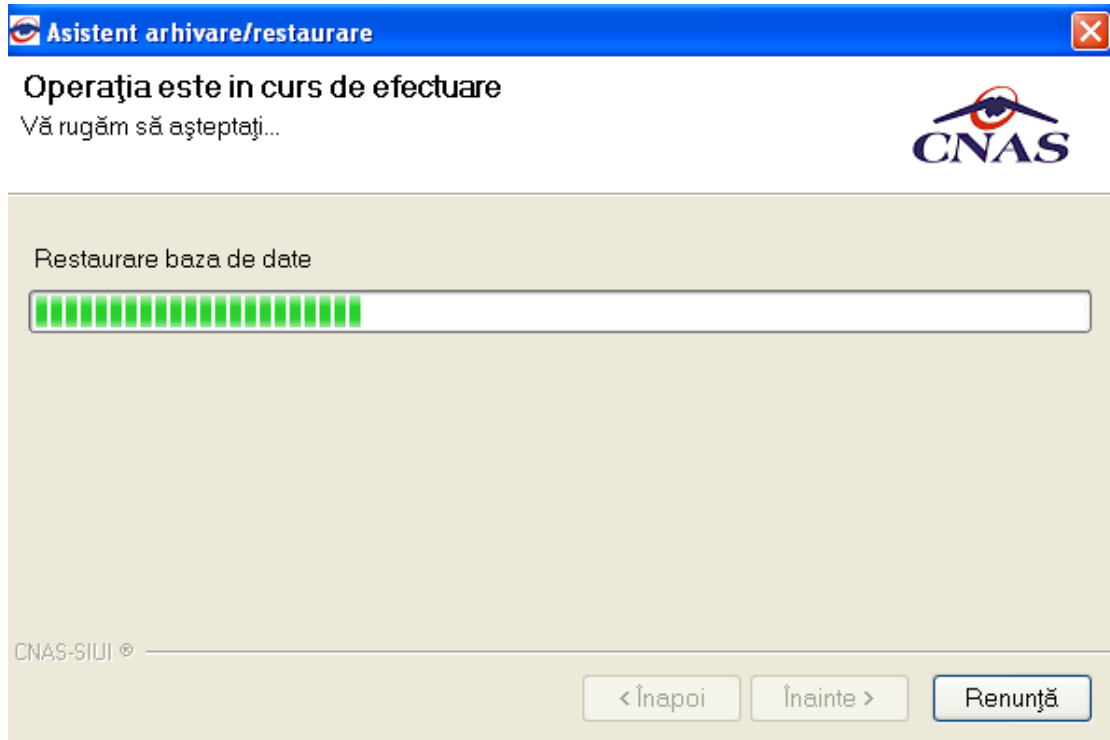 Asistent arhivare/restaurare
Operaţia este in curs de efectuare
Vă rugăm să aşteptaţi...
CNAS
Restaurare baza de date
CNAS-SIUI ®
< Înapoi
Înainte >
Renunţă